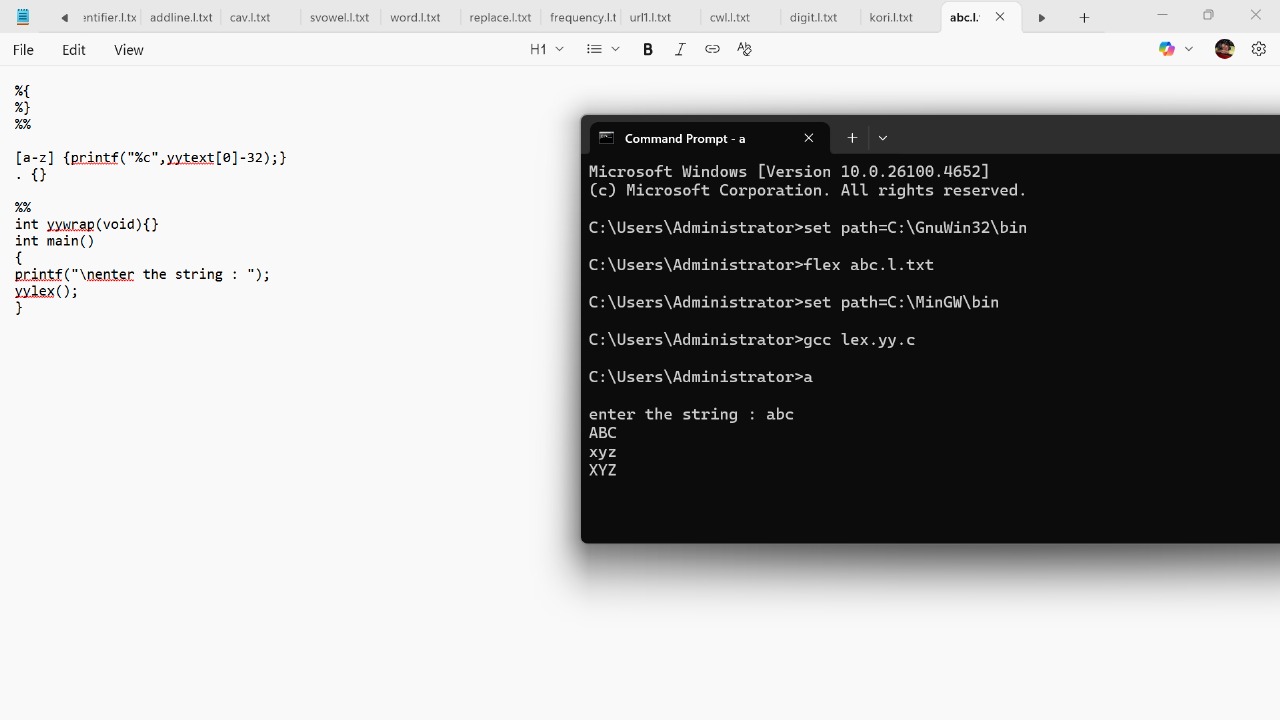 entifier.l.tx addline.l.txt cav.l.txt svowel.l.txt word.l.txt replace.l.txt frequency.l.t url1.l.txt cwl.l.txt digit.l.txt kori.l.txt abc.l.
File Edit View H1 B I
%{
%}
%%
[a-z] {printf("%c",yytext[0]-32);}
. {}
%%
int yywrap(void){}
int main()
{
printf("\nenter the string : ");
yylex();
}
Command Prompt - a
Microsoft Windows [Version 10.0.26100.4652]
(c) Microsoft Corporation. All rights reserved.
C:\Users\Administrator>set path=C:\GnuWin32\bin
C:\Users\Administrator>flex abc.l.txt
C:\Users\Administrator>set path=C:\MinGW\bin
C:\Users\Administrator>gcc lex.yy.c
C:\Users\Administrator>a
enter the string : abc
ABC
xyz
XYZ